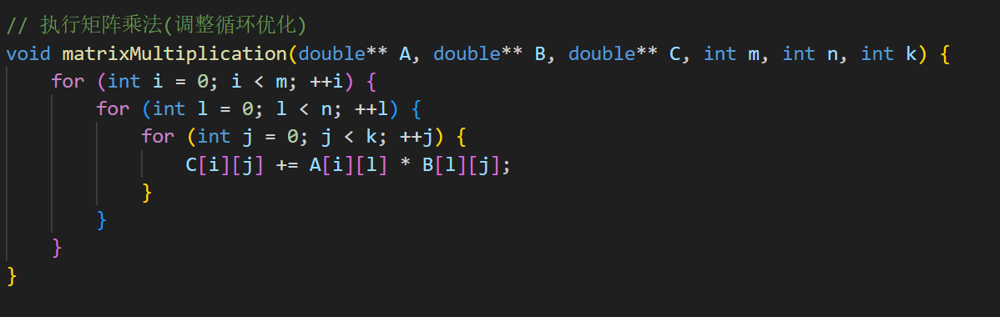 // 执行矩阵乘法(调整循环优化)
void matrixMultiplication(double** A, double** B, double** C, int m, int n, int k) {
    for (int i = 0; i < m; ++i) {
        for (int l = 0; l < n; ++l) {
            for (int j = 0; j < k; ++j) {
                C[i][j] += A[i][l] * B[l][j];
            }
        }
    }
}